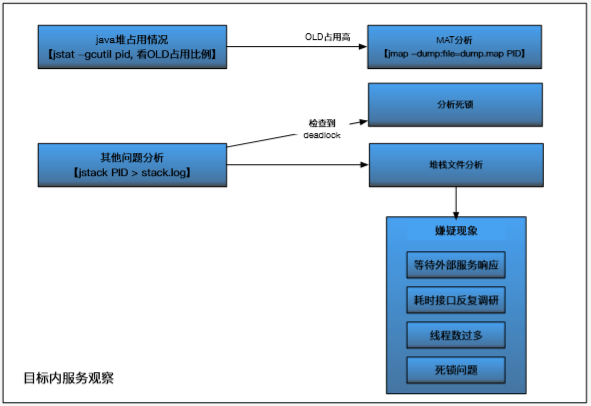 java堆占用情况
【jstat –gcutil pid, 看OLD占用比例】
OLD占用高
MAT分析
【jmap –dump:file=dump.map PID】
检查到
deadlock
分析死锁
其他问题分析
【jstack PID > stack.log】
堆栈文件分析
嫌疑现象
等待外部服务响应
耗时接口反复调研
线程数过多
死锁问题
目标内服务观察